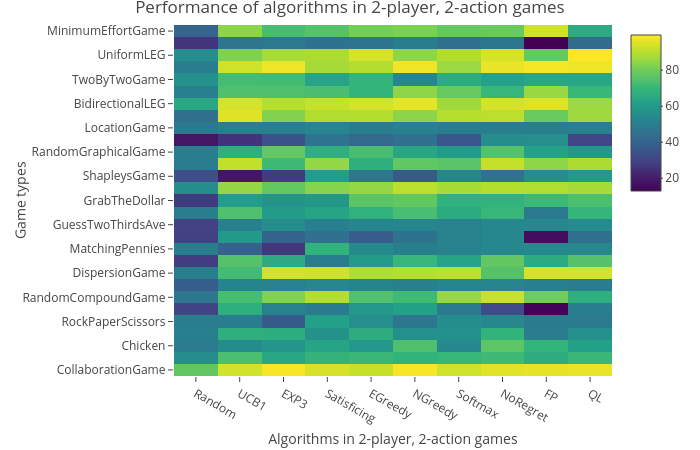 Performance of algorithms in 2-player, 2-action games
Game types
MinimumEffortGame
UniformLEG
TwoByTwoGame
BidirectionalLEG
LocationGame
RandomGraphicalGame
ShapleysGame
GrabTheDollar
GuessTwoThirdsAve
MatchingPennies
DispersionGame
RandomCompoundGame
RockPaperScissors
Chicken
CollaborationGame
Random
UCB1
EXP3
Satisficing
EGreedy
NGreedy
Softmax
NoRegret
FP
QL
Algorithms in 2-player, 2-action games
80
60
40
20